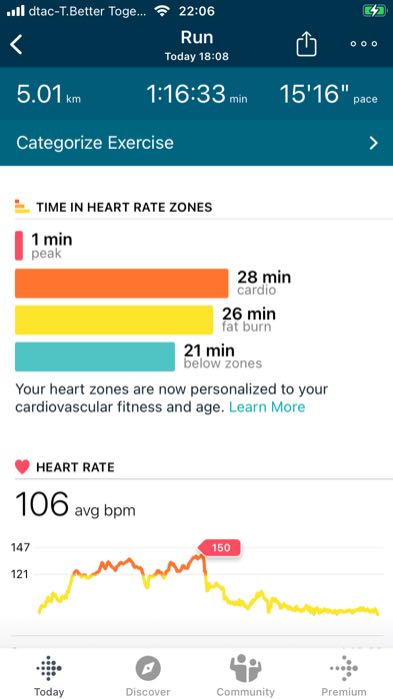 dtac-T.Better Toge... 22:06
Run
Today 18:08
5.01 km 1:16:33 min 15'16" pace
Categorize Exercise
TIME IN HEART RATE ZONES
1 min
peak
28 min
cardio
26 min
fat burn
21 min
below zones
Your heart zones are now personalized to your
cardiovascular fitness and age. Learn More
HEART RATE
106 avg bpm
147
150
121
Today Discover Community Premium